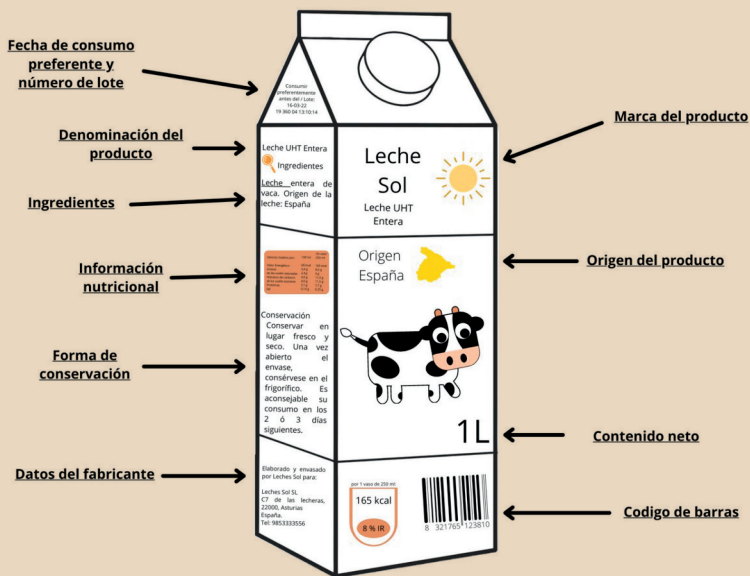 Fecha de consumo
preferente y
número de lote
Denominación del
producto
Ingredientes
Información
nutricional
Forma de
conservación
Datos del fabricante
Consumir
preferentemente
antes del / Lote:
16-03-22
19 360 04 13:10:14
Leche UHT Entera
Ingredientes
Leche entera de
vaca. Origen de la
leche: España
Conservación
Conservar en
lugar fresco y
seco. Una vez
abierto el
envase,
consérvese en el
frigorífico. Es
aconsejable su
consumo en los
2 ó 3 días
siguientes.
Elaborado y envasado
por Leches Sol para:
Leches Sol SL
C7 de las lecheras,
22000, Asturias
España.
Tel: 9853333556
Leche
Sol
Leche UHT
Entera
Origen
España
1L
por 1 vaso de 250 ml
165 kcal
8 % IR
8 321765 123810
Marca del producto
Origen del producto
Contenido neto
Codigo de barras